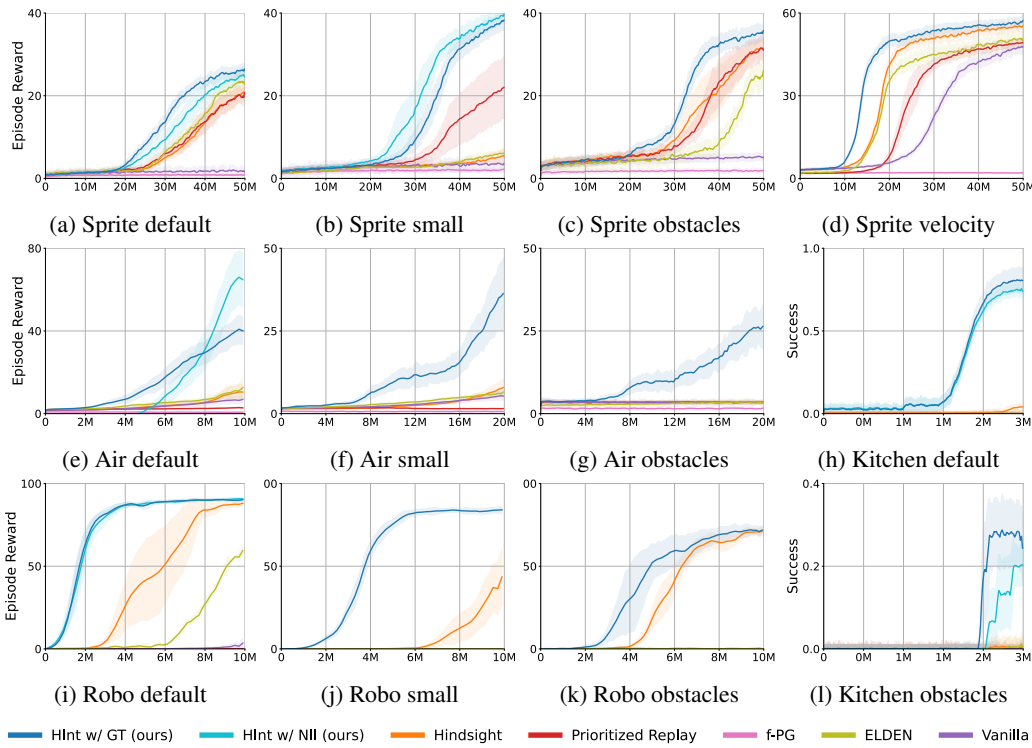 40
20
0
Episode Reward
0 10M 20M 30M 40M 50M
(a) Sprite default
40
20
0
0 10M 20M 30M 40M 50M
(b) Sprite small
40
20
0
0 10M 20M 30M 40M 50M
(c) Sprite obstacles
60
30
0
0 10M 20M 30M 40M 50M
(d) Sprite velocity
80
40
0
Episode Reward
0 2M 4M 6M 8M 10M
(e) Air default
50
25
0
0 4M 8M 12M 16M 20M
(f) Air small
50
25
0
0 4M 8M 12M 16M 20M
(g) Air obstacles
1.0
0.5
0.0
Success
0 0 1M 1M 2M 3M
(h) Kitchen default
100
50
0
Episode Reward
0 2M 4M 6M 8M 10M
(i) Robo default
00
50
0
0 2M 4M 6M 8M 10M
(j) Robo small
00
50
0
0 2M 4M 6M 8M 10M
(k) Robo obstacles
0.4
0.2
0.0
Success
0 0 1M 1M 2M 3M
(l) Kitchen obstacles
HInt w/ GT (ours) HInt w/ NII (ours) Hindsight Prioritized Replay f-PG ELDEN Vanilla